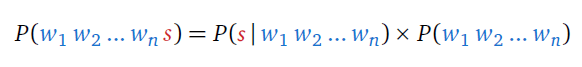 P(w₁ w₂ … wₙ s) = P(s | w₁ w₂ … wₙ) × P(w₁ w₂ … wₙ)